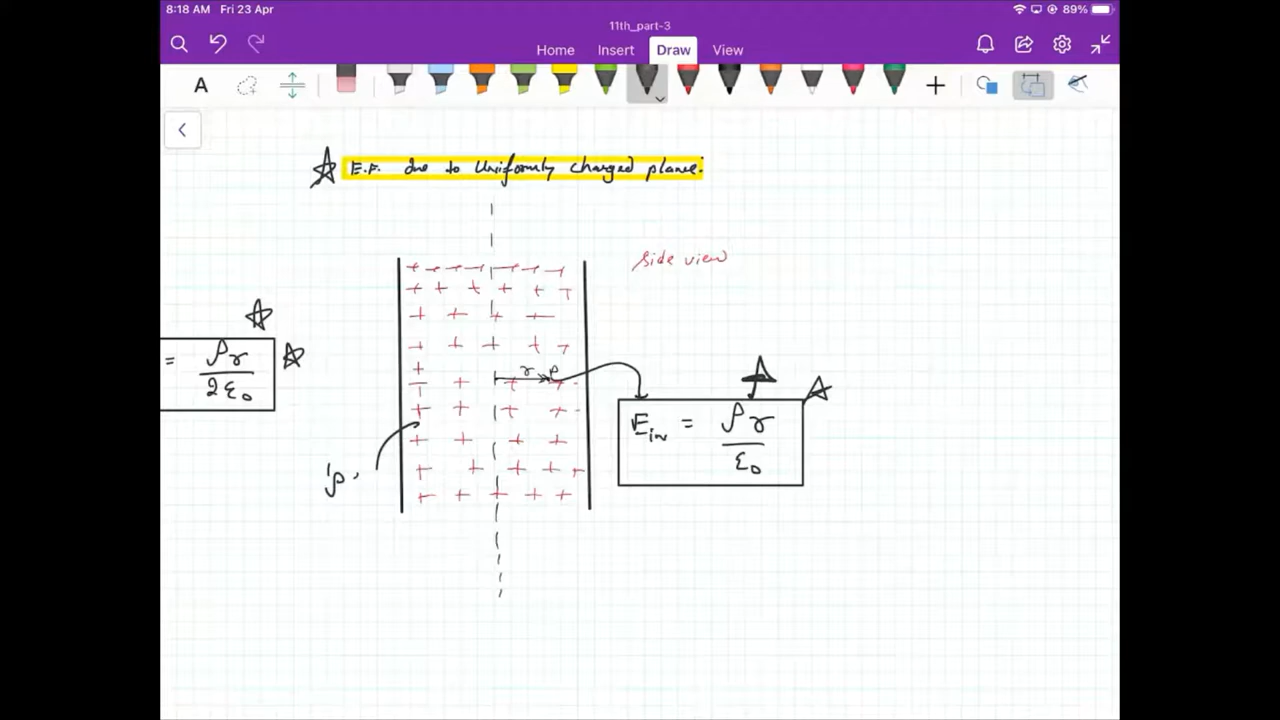 8:18 AM Fri 23 Apr
89%
11th_part-3
Home Insert Draw View
A
E.F. due to Uniformly charged plane.
side view
= ρr / 2ε₀
r P
E_in = ρr / ε₀
'ρ'